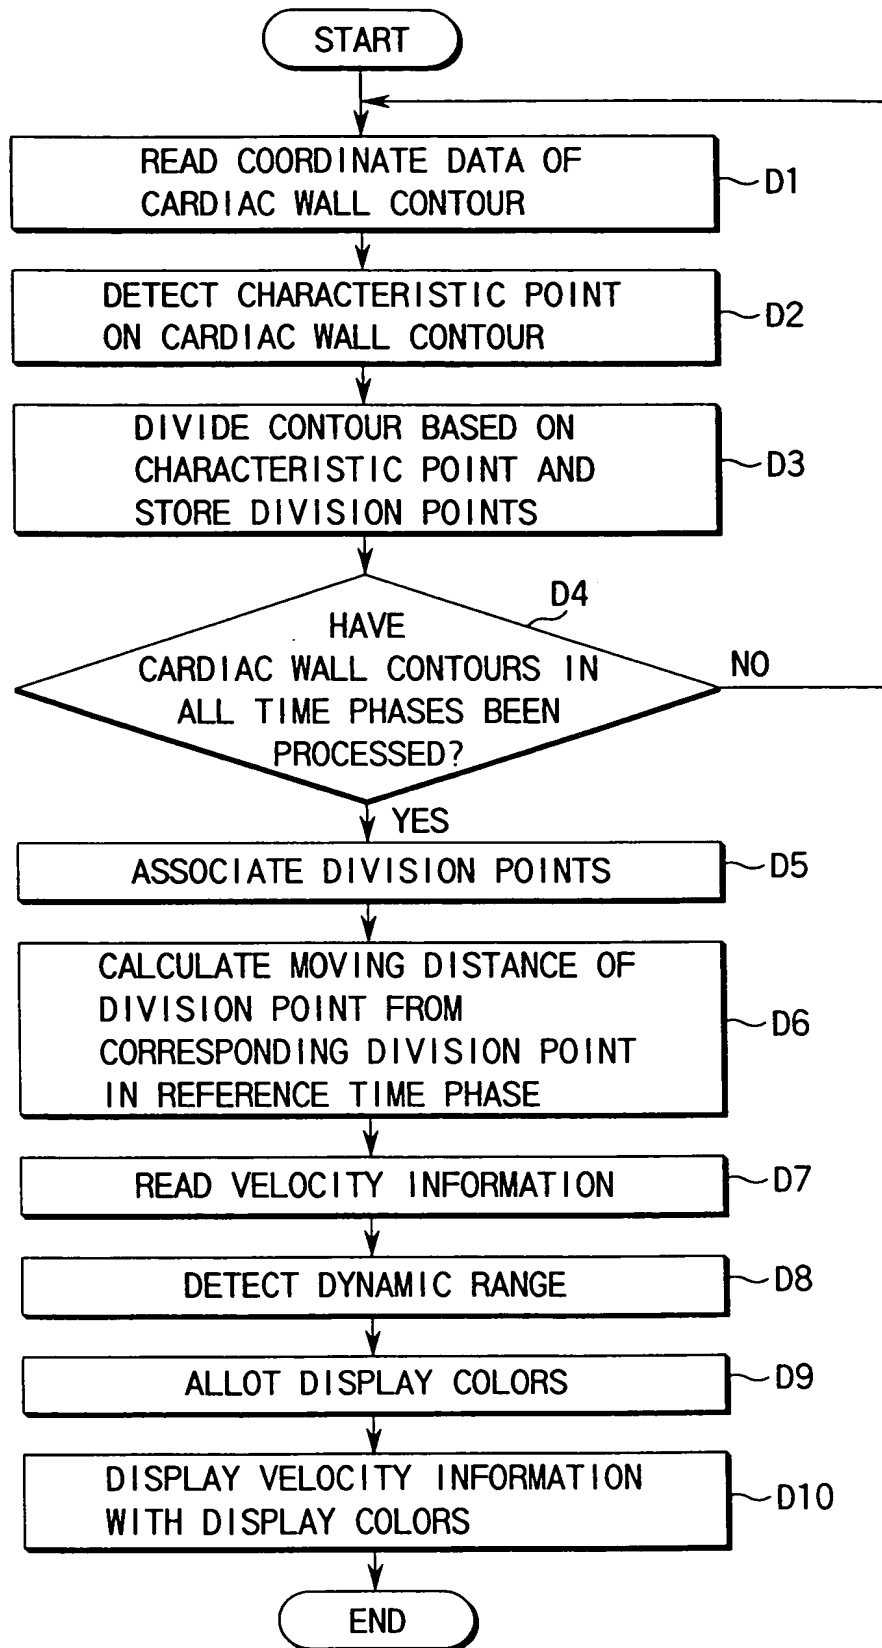 START
READ COORDINATE DATA OF
CARDIAC WALL CONTOUR
D1
DETECT CHARACTERISTIC POINT
ON CARDIAC WALL CONTOUR
D2
DIVIDE CONTOUR BASED ON
CHARACTERISTIC POINT AND
STORE DIVISION POINTS
D3
D4
HAVE
CARDIAC WALL CONTOURS IN
ALL TIME PHASES BEEN
PROCESSED?
NO
YES
ASSOCIATE DIVISION POINTS
D5
CALCULATE MOVING DISTANCE OF
DIVISION POINT FROM
CORRESPONDING DIVISION POINT
IN REFERENCE TIME PHASE
D6
READ VELOCITY INFORMATION
D7
DETECT DYNAMIC RANGE
D8
ALLOT DISPLAY COLORS
D9
DISPLAY VELOCITY INFORMATION
WITH DISPLAY COLORS
D10
END